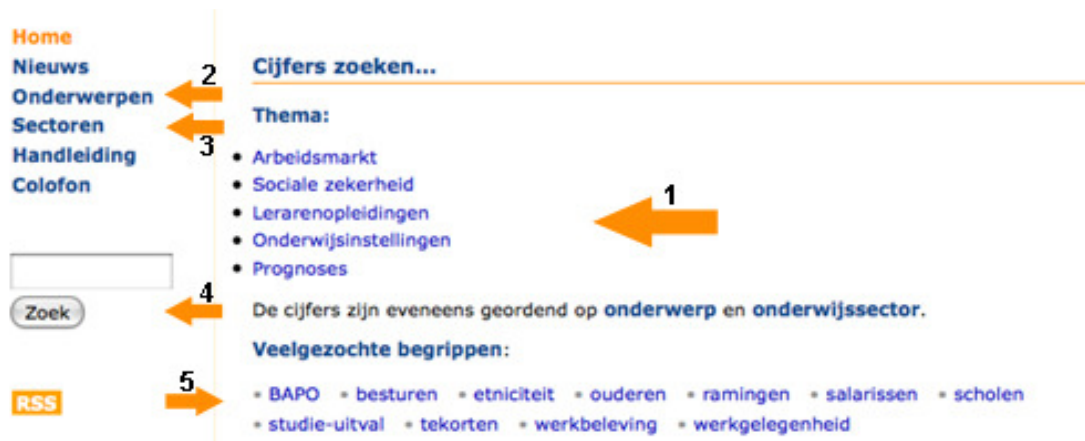 Home
Nieuws
Onderwerpen
Sectoren
Handleiding
Colofon
Zoek
RSS
2
3
4
5
Cijfers zoeken...
Thema:
Arbeidsmarkt
Sociale zekerheid
Lerarenopleidingen
Onderwijsinstellingen
Prognoses
1
De cijfers zijn eveneens geordend op onderwerp en onderwijssector.
Veelgezochte begrippen:
BAPO besturen etniciteit ouderen ramingen salarissen scholen
studie-uitval tekorten werkbeleving werkgelegenheid